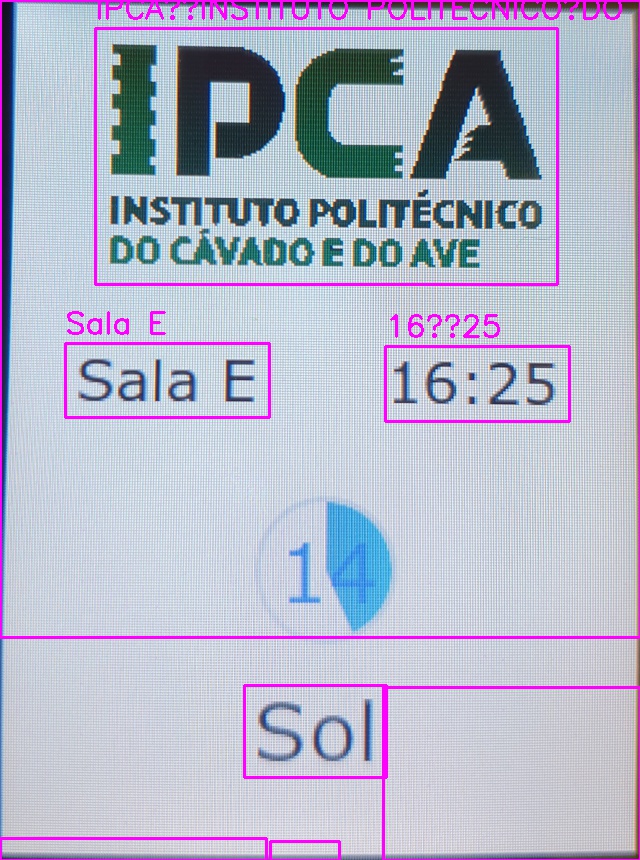 IPCA??INSTITUTO POLITECNICO?DO
IPCA
INSTITUTO POLITÉCNICO
DO CÁVADO E DO AVE
Sala E
16??25
Sala E
16:25
14
Sol